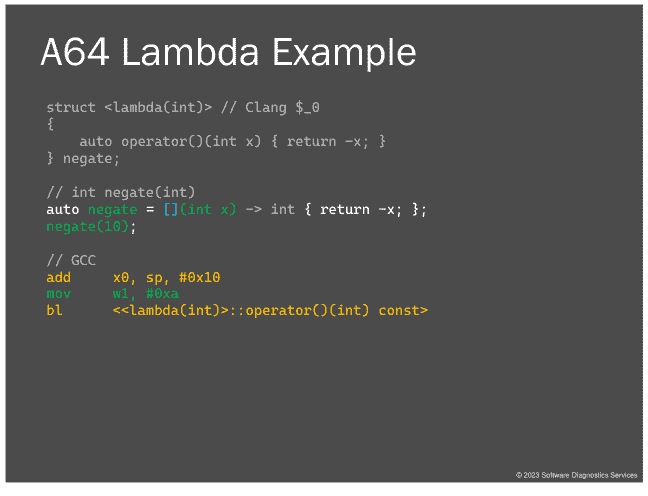 A64 Lambda Example
struct <lambda(int)> // Clang $_0
{
    auto operator()(int x) { return -x; }
} negate;
// int negate(int)
auto negate = [](int x) -> int { return -x; };
negate(10);
// GCC
add     x0, sp, #0x10
mov     w1, #0xa
bl      <<lambda(int)>::operator()(int) const>
© 2023 Software Diagnostics Services